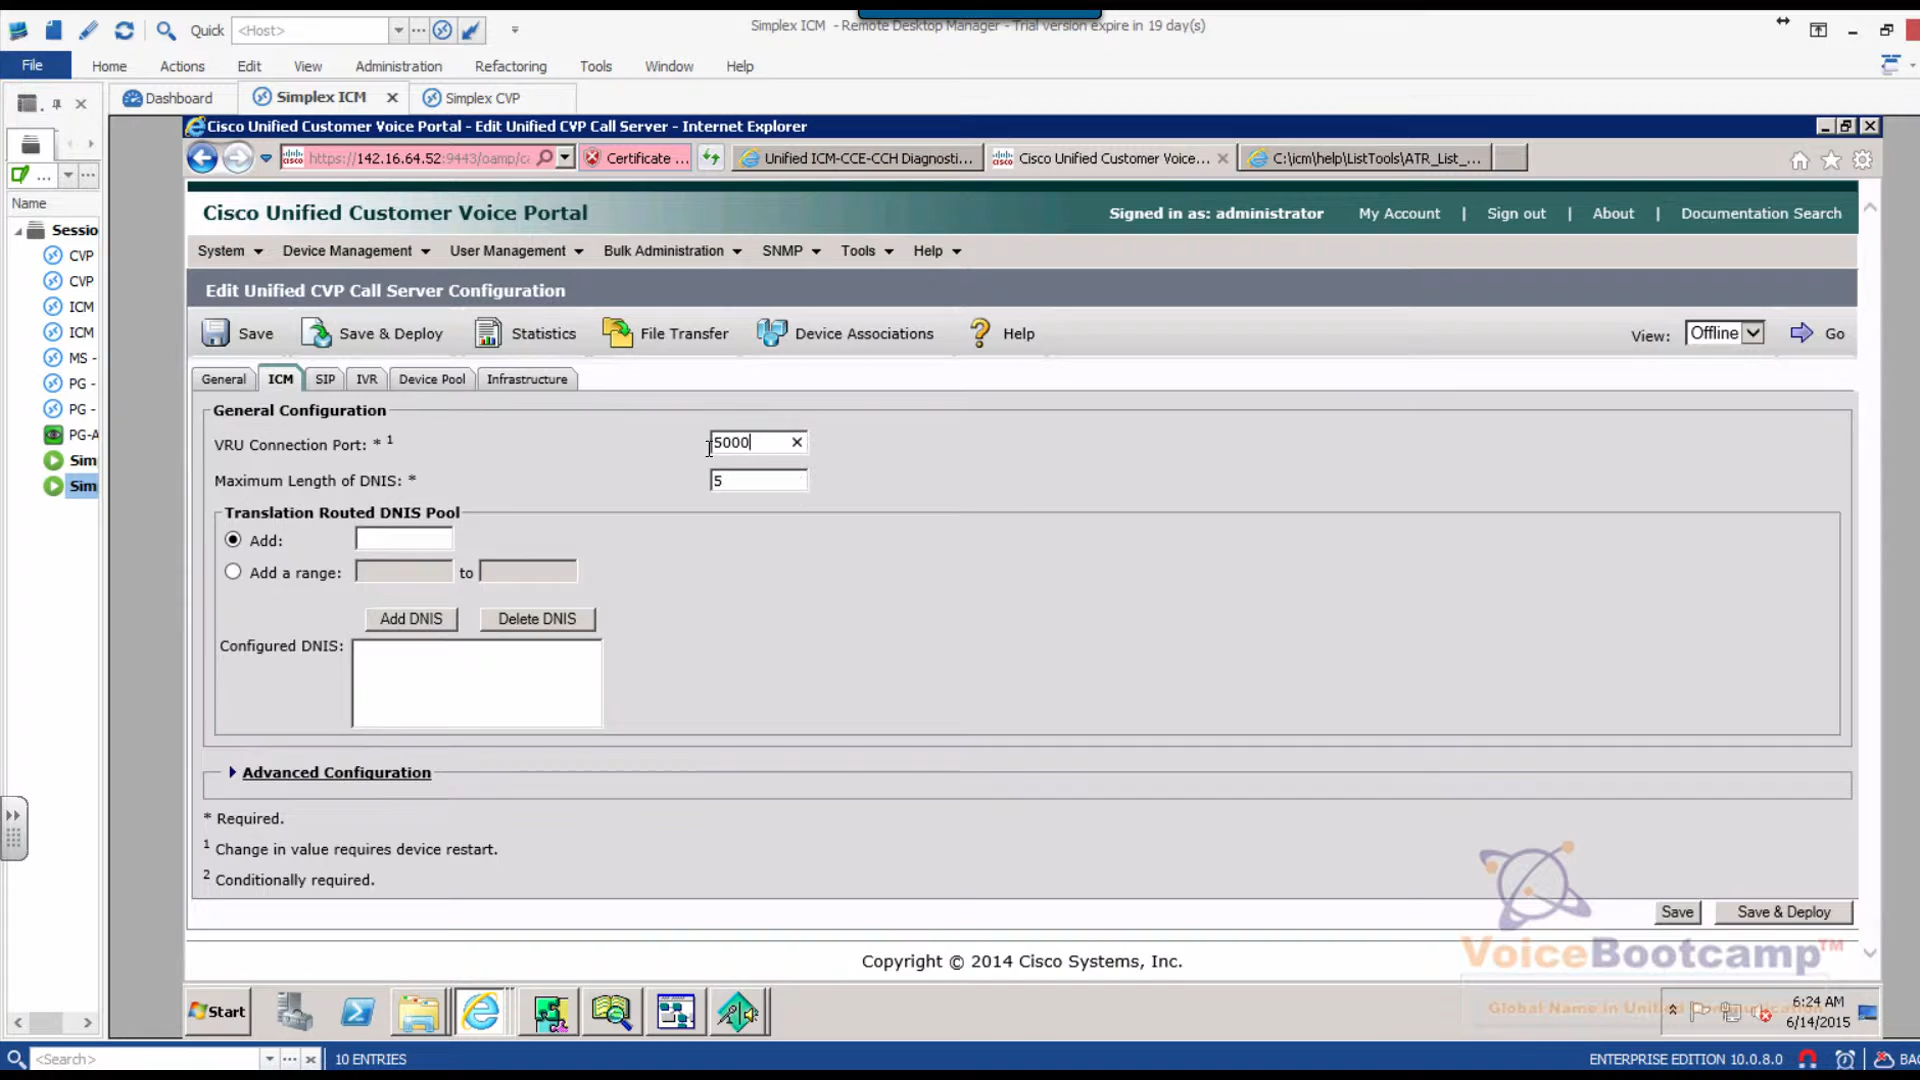 Simplex ICM - Remote Desktop Manager - Trial version expire in 19 day(s)
Quick <Host>
File Home Actions Edit View Administration Refactoring Tools Window Help
Dashboard Simplex ICM Simplex CVP
Cisco Unified Customer Voice Portal - Edit Unified CVP Call Server - Internet Explorer
https://142.16.64.52:9443/oamp/c Certificate ... Unified ICM-CCE-CCH Diagnosti... Cisco Unified Customer Voice... C:\icm\help\ListTools\ATR_List_...
Name
Sessio
CVP
CVP
ICM
ICM
MS -
PG -
PG -
PG-A
Sim
Sim
Cisco Unified Customer Voice Portal
Signed in as: administrator My Account | Sign out | About | Documentation Search
System Device Management User Management Bulk Administration SNMP Tools Help
Edit Unified CVP Call Server Configuration
Save Save & Deploy Statistics File Transfer Device Associations Help View: Offline Go
General ICM SIP IVR Device Pool Infrastructure
General Configuration
VRU Connection Port: * 1 5000
Maximum Length of DNIS: * 5
Translation Routed DNIS Pool
Add:
Add a range: to
Add DNIS Delete DNIS
Configured DNIS:
Advanced Configuration
* Required.
1 Change in value requires device restart.
2 Conditionally required.
Save Save & Deploy
VoiceBootcamp™
Copyright © 2014 Cisco Systems, Inc.
Start
Global Name in Unifi
6:24 AM
6/14/2015
<Search> 10 ENTRIES ENTERPRISE EDITION 10.0.8.0 BAC